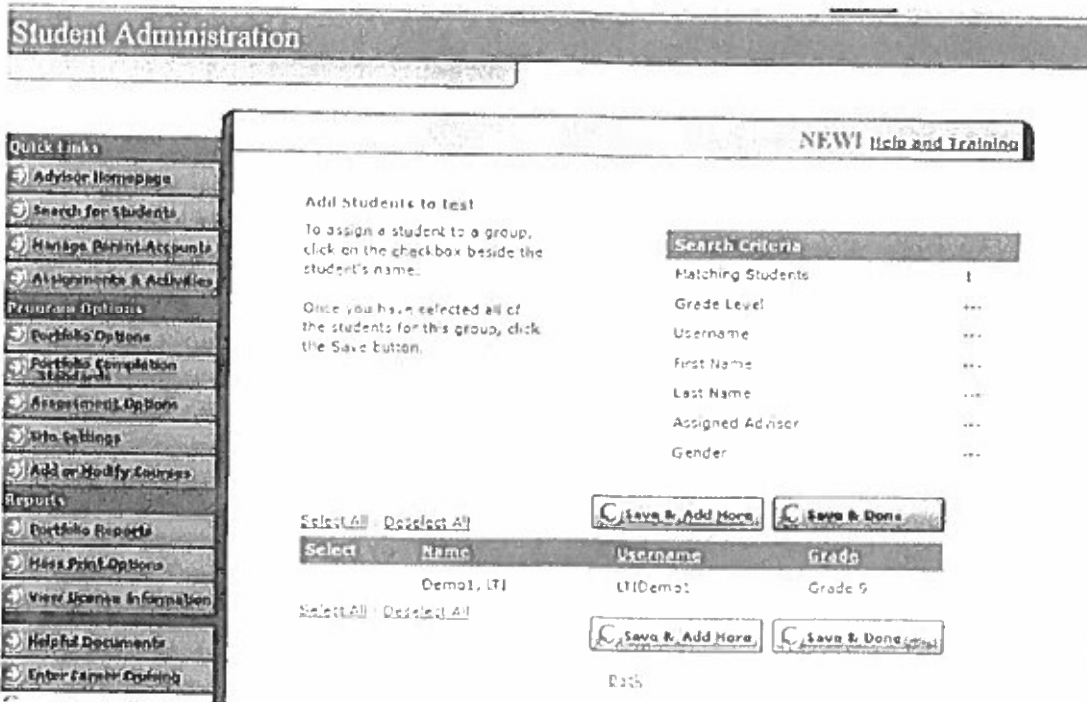 Student Administration
NEW! Help and Training
Quick Links
Advisor Homepage
Search for Students
Manage Parent Accounts
Assignments & Activities
Program Options
Portfolio Options
Portfolio Completion
Standards
Assessment Options
Site Settings
Add or Modify Courses
Reports
Portfolio Reports
Mass Print Options
View License Information
Helpful Documents
Enter Career Cruising
Add Students to test
To assign a student to a group,
click on the checkbox beside the
student's name.
Once you have selected all of
the students for this group, click
the Save button.
Search Criteria
Matching Students 1
Grade Level ---
Username ---
First Name ---
Last Name ---
Assigned Advisor ---
Gender ---
Select All Deselect All
Save & Add More Save & Done
Select Name Username Grade
Demo1, LTI LTIDemo1 Grade 9
Select All Deselect All
Save & Add More Save & Done
Back